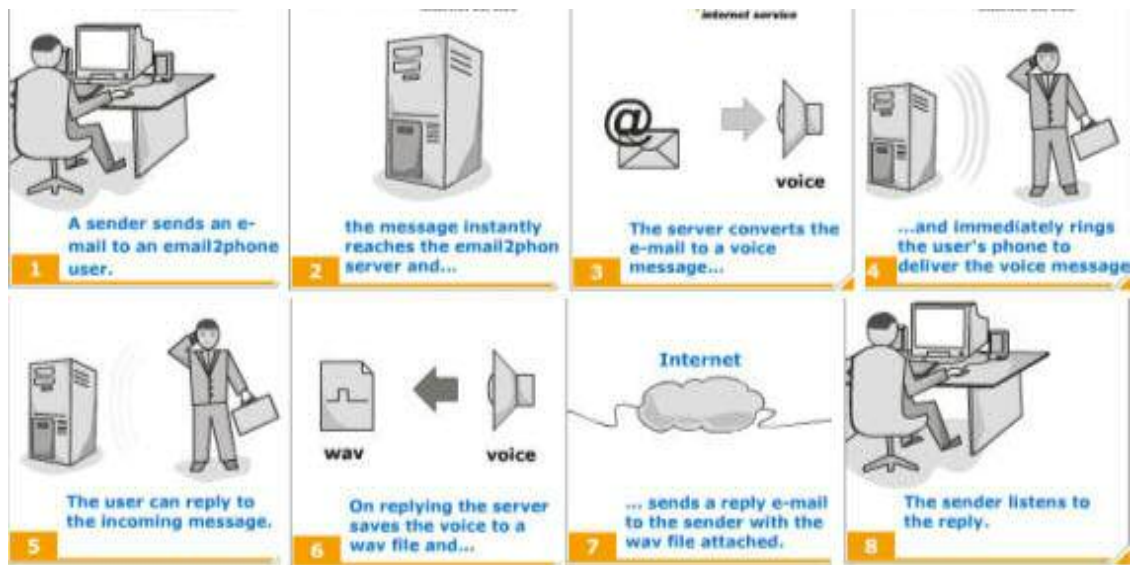 internet service
@
voice
A sender sends an e-
mail to an email2phone
user.
1
the message instantly
reaches the email2phon
server and...
2
The server converts the
e-mail to a voice
message...
3
...and immediately rings
the user's phone to
deliver the voice message
4
The user can reply to
the incoming message.
5
wav
voice
On replying the server
saves the voice to a
wav file and...
6
Internet
... sends a reply e-mail
to the sender with the
wav file attached.
7
The sender listens to
the reply.
8